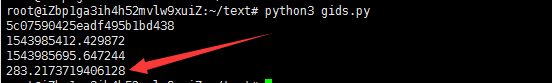 root@iZbp1ga3ih4h52mvlw9xuiZ:~/text# python3 gids.py
5c07590425eadf495b1bd438
1543985412.429872
1543985695.647244
283.2173719406128